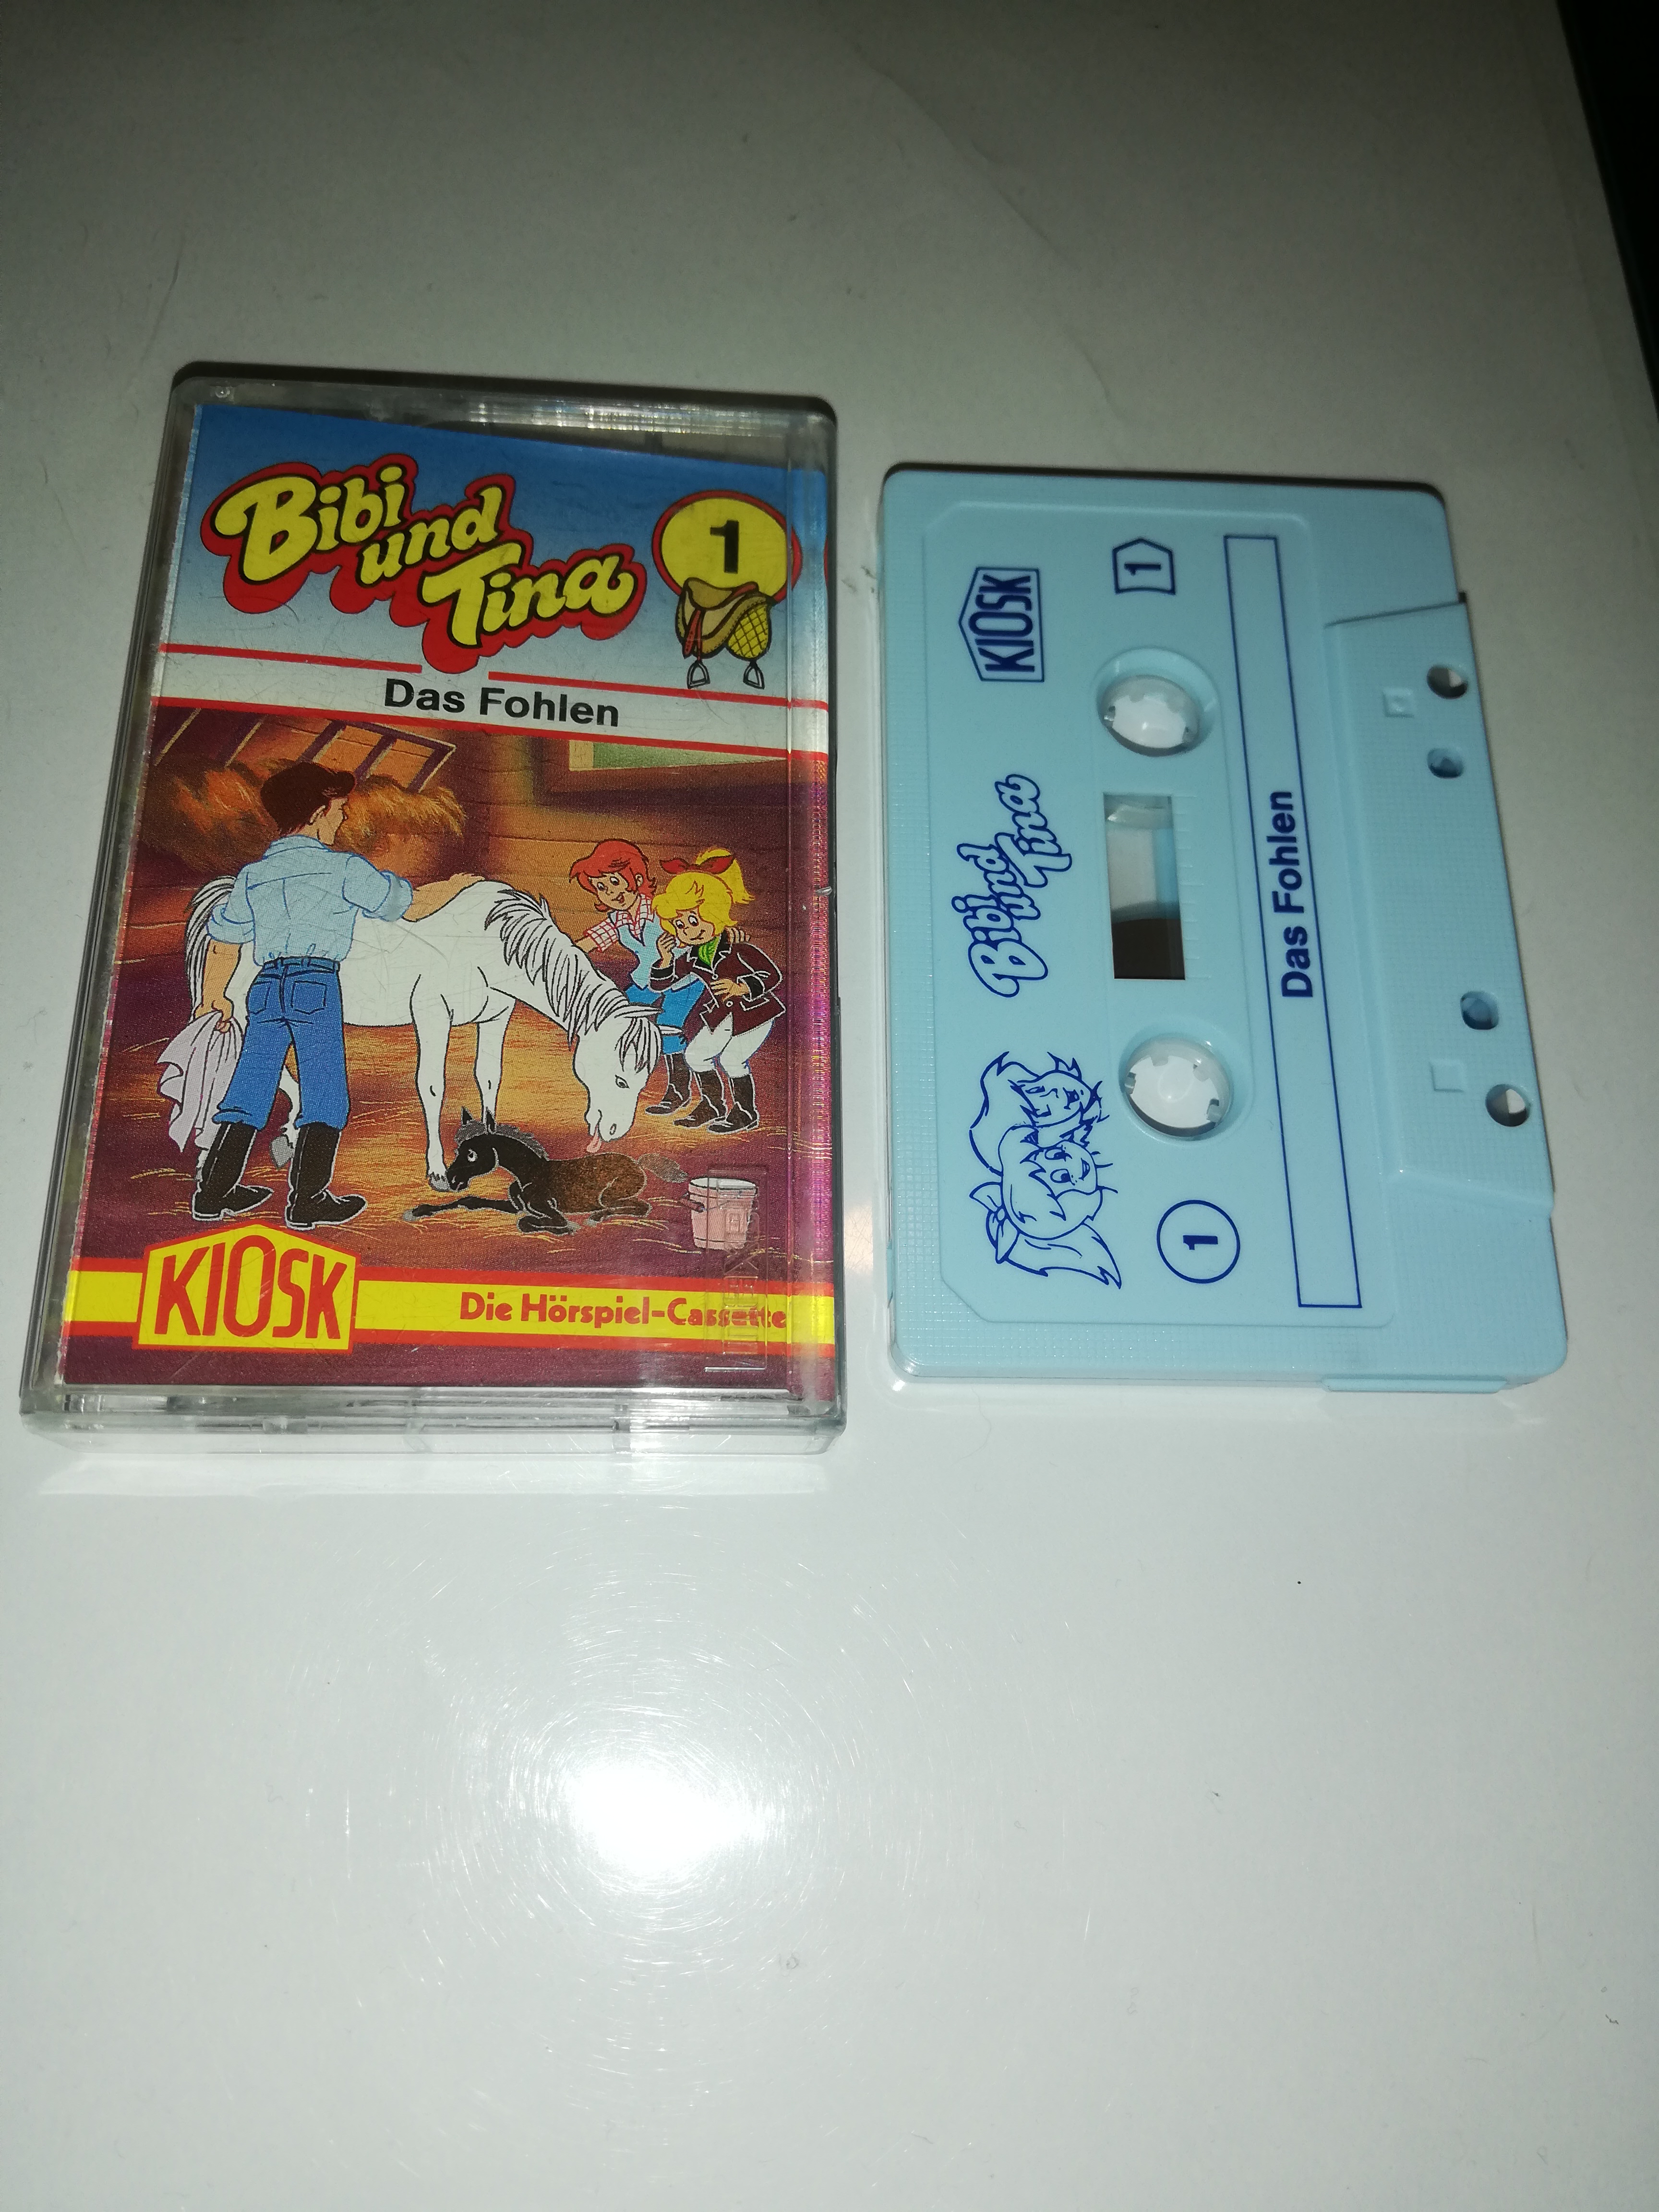 Bibi
und
Tina
1
Das Fohlen
KIOSK
Die Hörspiel-Cassette
KIOSK
1
Bibi
und
Tina
1
Das Fohlen